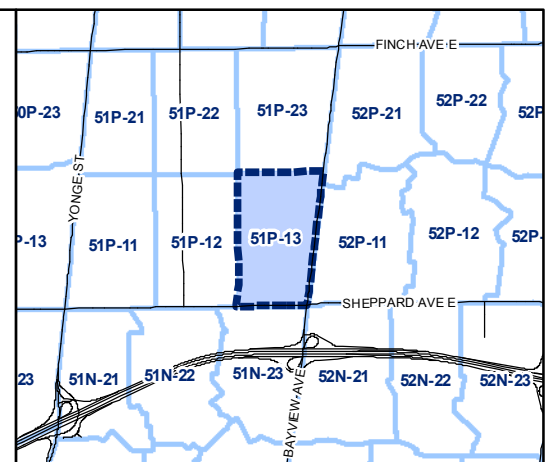 FINCH AVE E
0P-23 51P-21 51P-22 51P-23 52P-21 52P-22 52P
YONGE ST
P-13 51P-11 51P-12 51P-13 52P-11 52P-12 52P-
SHEPPARD AVE E
23 51N-21 51N-22 51N-23 52N-21 52N-22 52N-23
BAYVIEW AVE